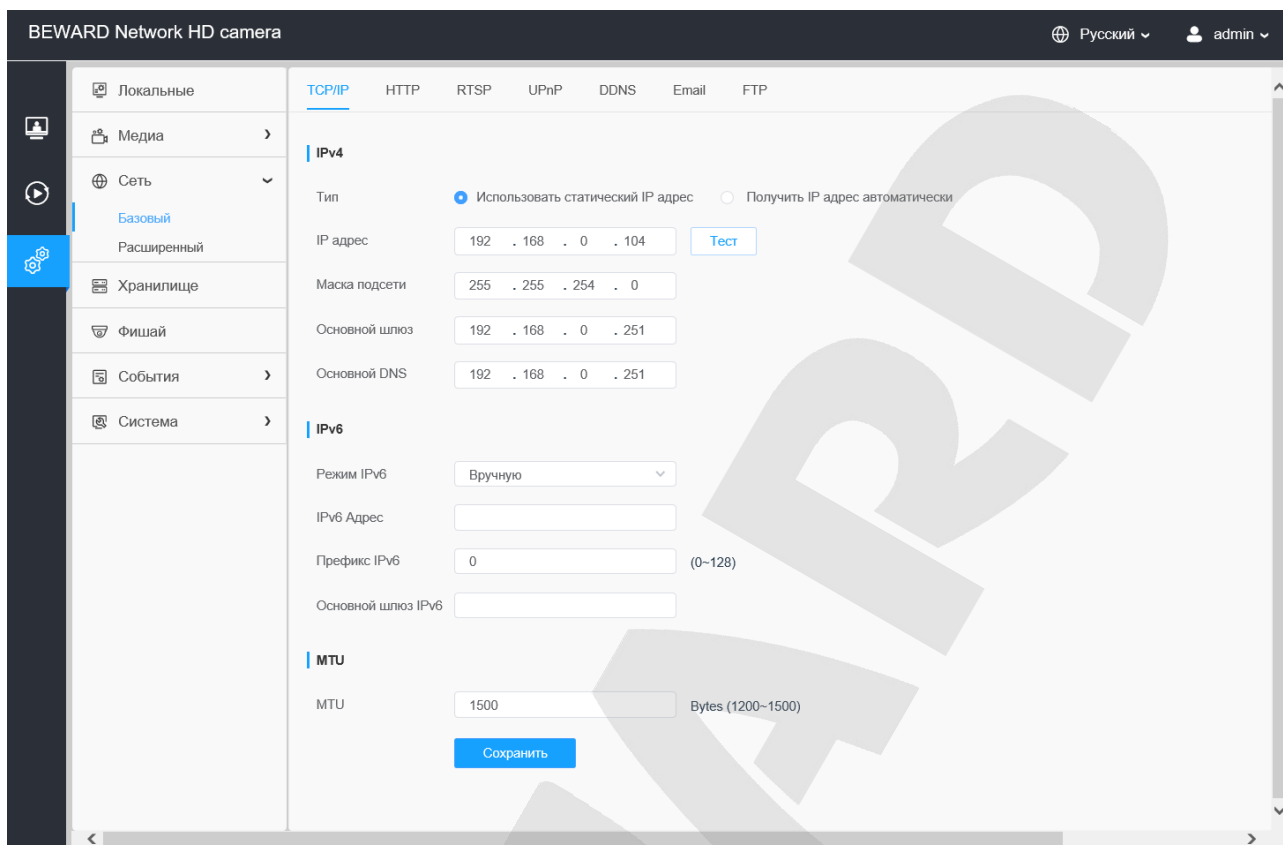 BEWARD Network HD camera
Русский
admin
Локальные
Медиа
Сеть
Базовый
Расширенный
Хранилище
Фишай
События
Система
TCP/IP HTTP RTSP UPnP DDNS Email FTP
IPv4
Тип Использовать статический IP адрес Получить IP адрес автоматически
IP адрес 192 . 168 . 0 . 104 Тест
Маска подсети 255 . 255 . 254 . 0
Основной шлюз 192 . 168 . 0 . 251
Основной DNS 192 . 168 . 0 . 251
IPv6
Режим IPv6 Вручную
IPv6 Адрес
Префикс IPv6 0 (0~128)
Основной шлюз IPv6
MTU
MTU 1500 Bytes (1200~1500)
Сохранить
WARD